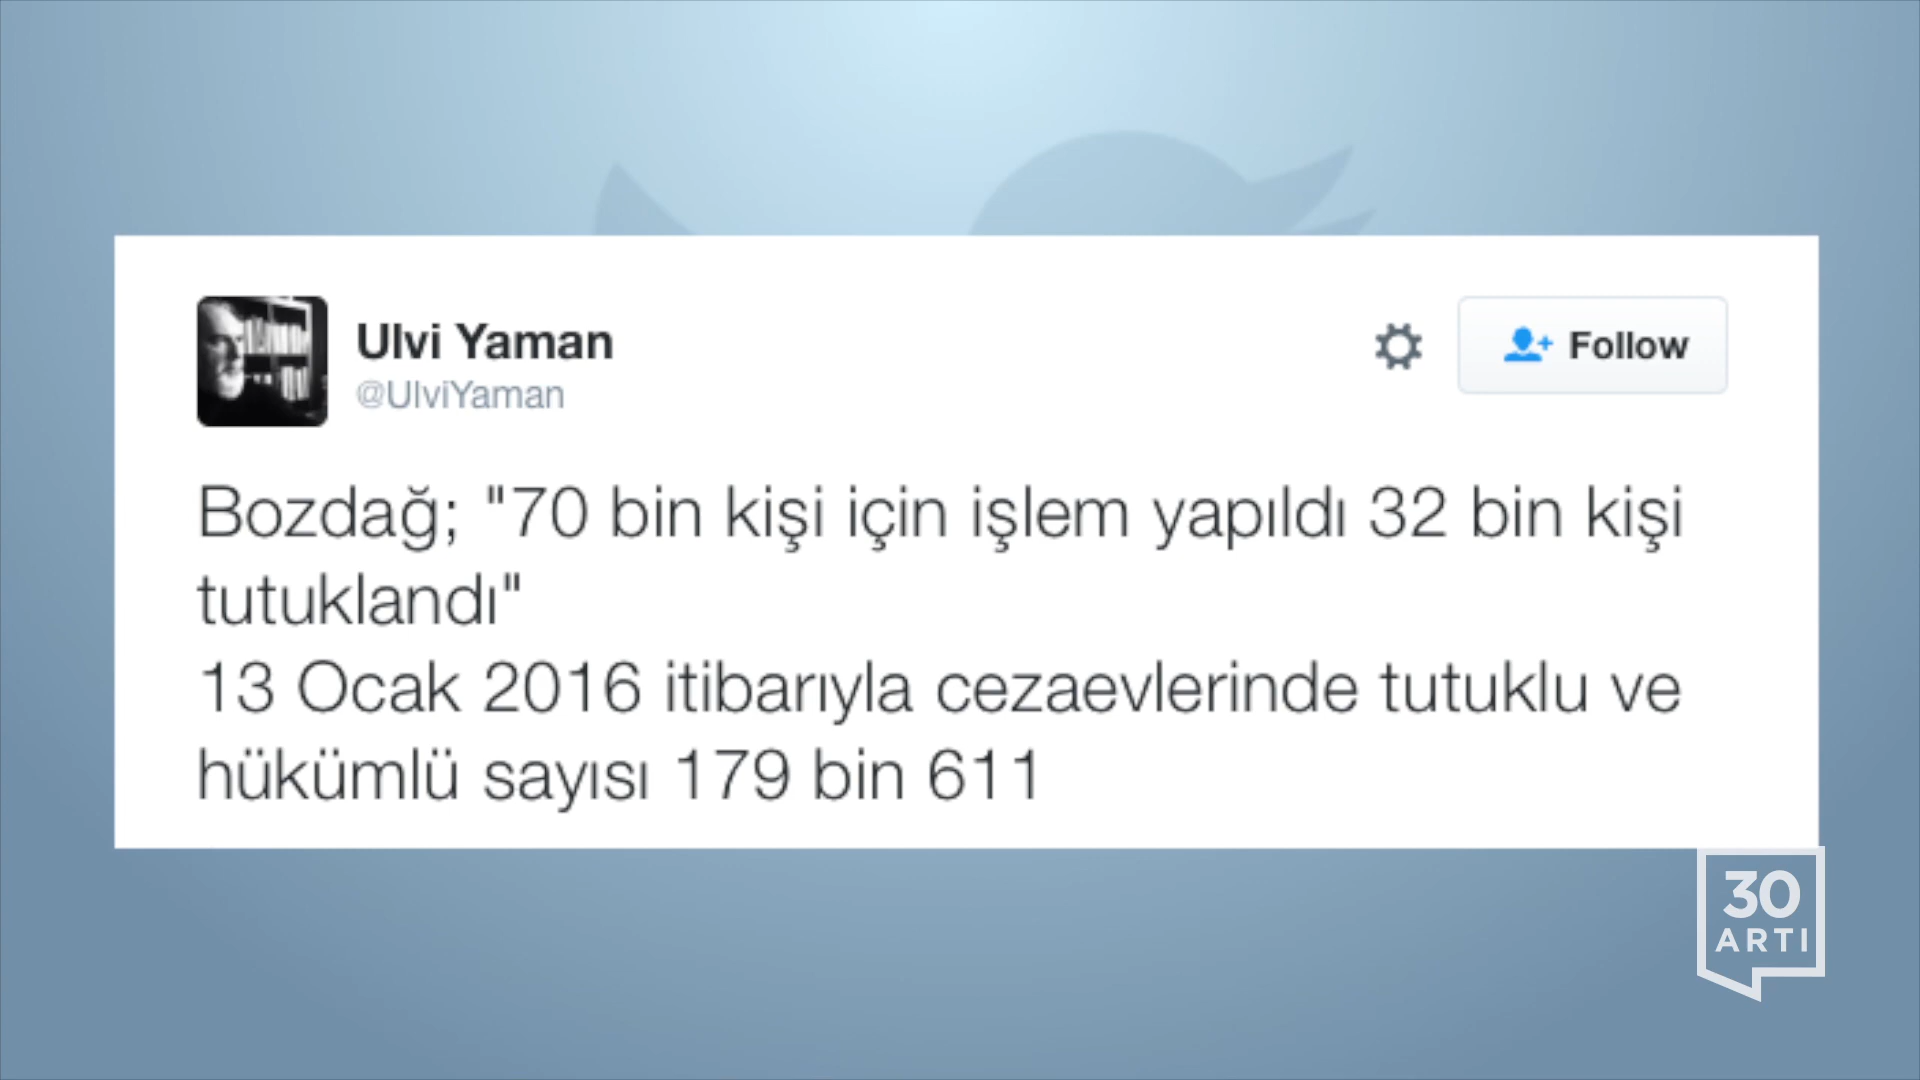 Ulvi Yaman
@UlviYaman
Follow
Bozdağ; "70 bin kişi için işlem yapıldı 32 bin kişi
tutuklandı"
13 Ocak 2016 itibarıyla cezaevlerinde tutuklu ve
hükümlü sayısı 179 bin 611
30
ARTI